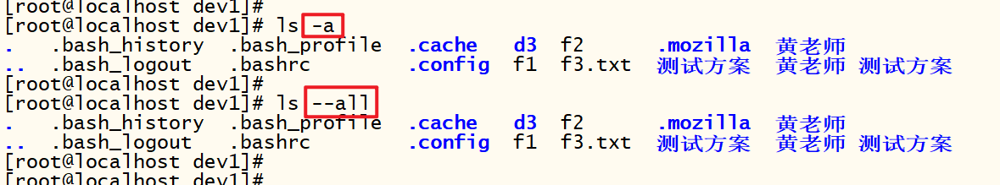 [root@localhost dev1]#
[root@localhost dev1]# ls -a
.   .bash_history  .bash_profile  .cache   d3  f2      .mozilla  黄老师
..  .bash_logout   .bashrc        .config  f1  f3.txt  测试方案  黄老师 测试方案
[root@localhost dev1]#
[root@localhost dev1]# ls --all
.   .bash_history  .bash_profile  .cache   d3  f2      .mozilla  黄老师
..  .bash_logout   .bashrc        .config  f1  f3.txt  测试方案  黄老师 测试方案
[root@localhost dev1]#
[root@localhost dev1]#